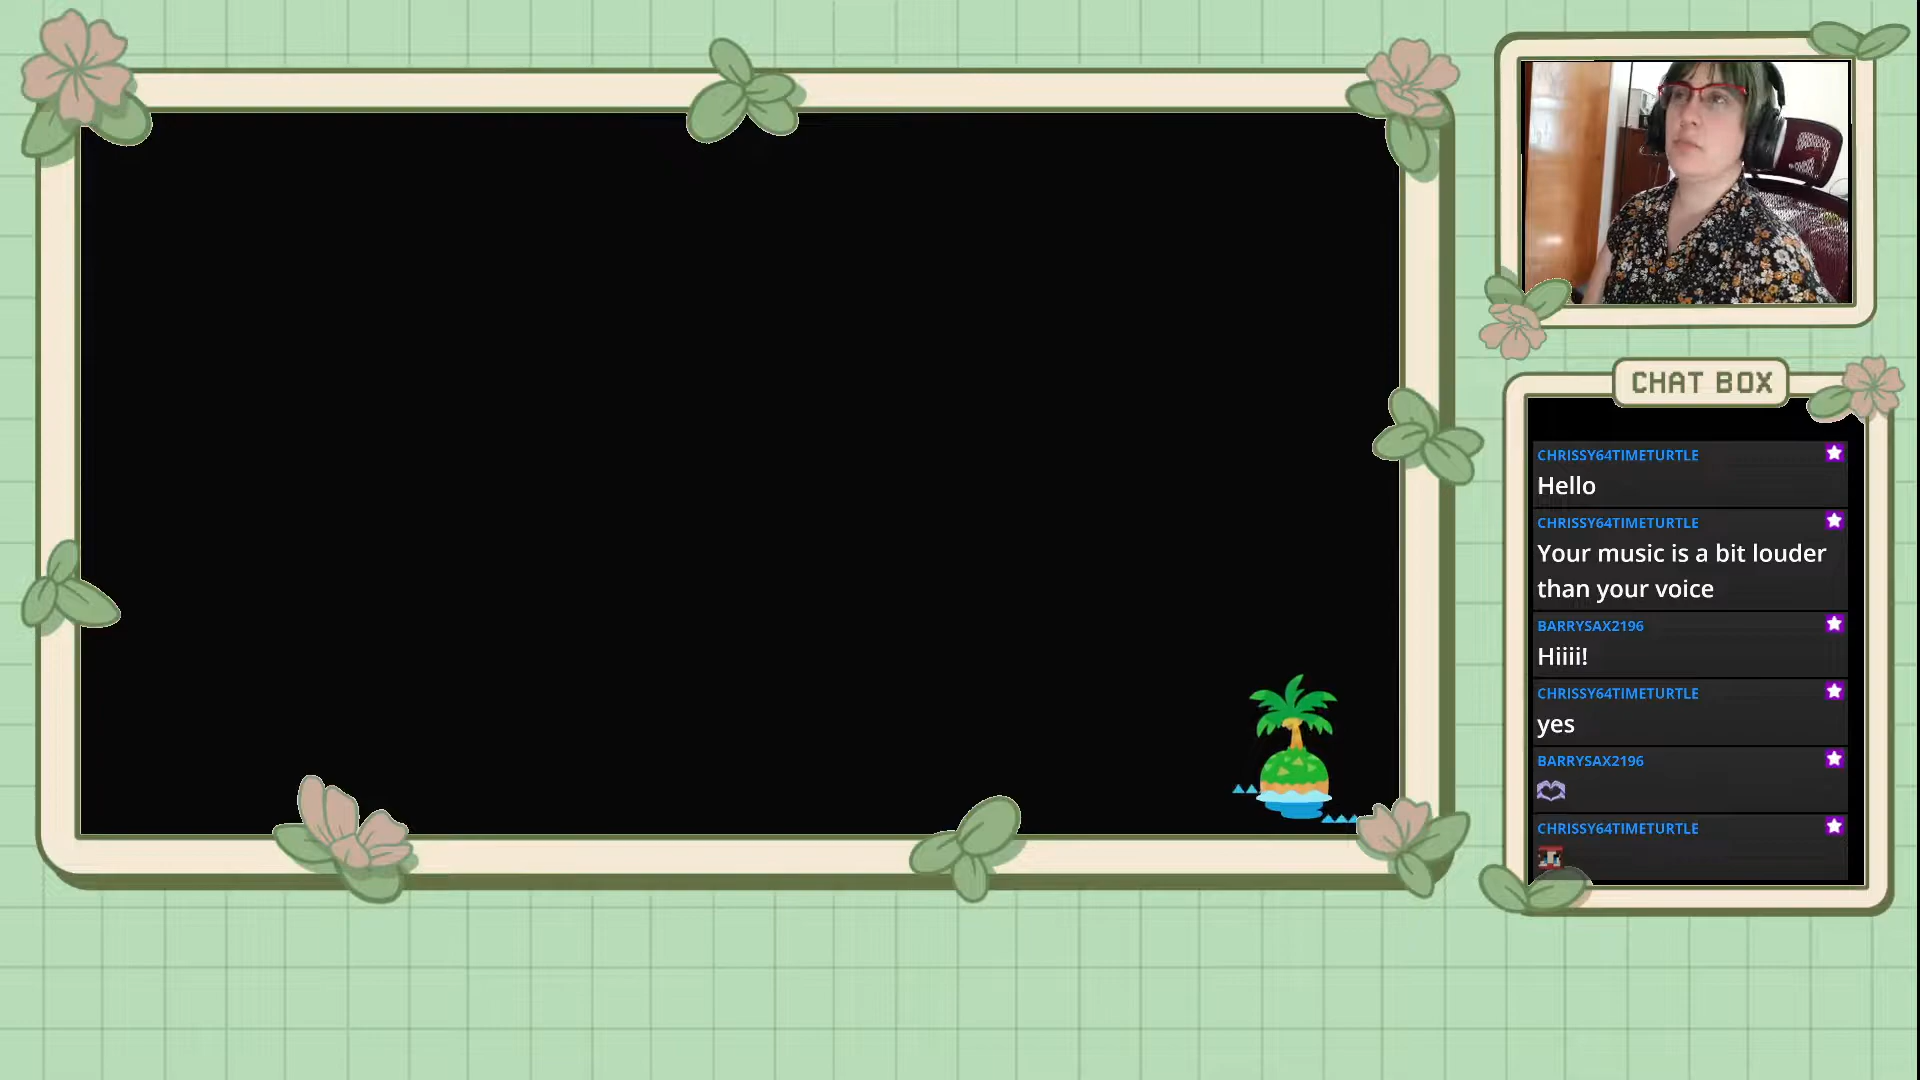 CHAT BOX
CHRISSY64TIMETURTLE
Hello
CHRISSY64TIMETURTLE
Your music is a bit louder
than your voice
BARRYSAX2196
Hiiii!
CHRISSY64TIMETURTLE
yes
BARRYSAX2196
CHRISSY64TIMETURTLE